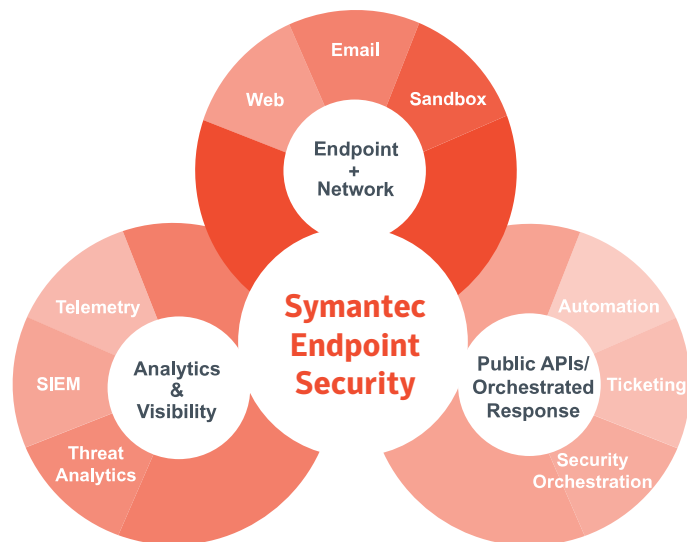 Email
Web
Sandbox
Endpoint
+
Network
Symantec
Endpoint
Security
Telemetry
SIEM
Threat
Analytics
Analytics
&
Visibility
Public APIs/
Orchestrated
Response
Automation
Ticketing
Security
Orchestration